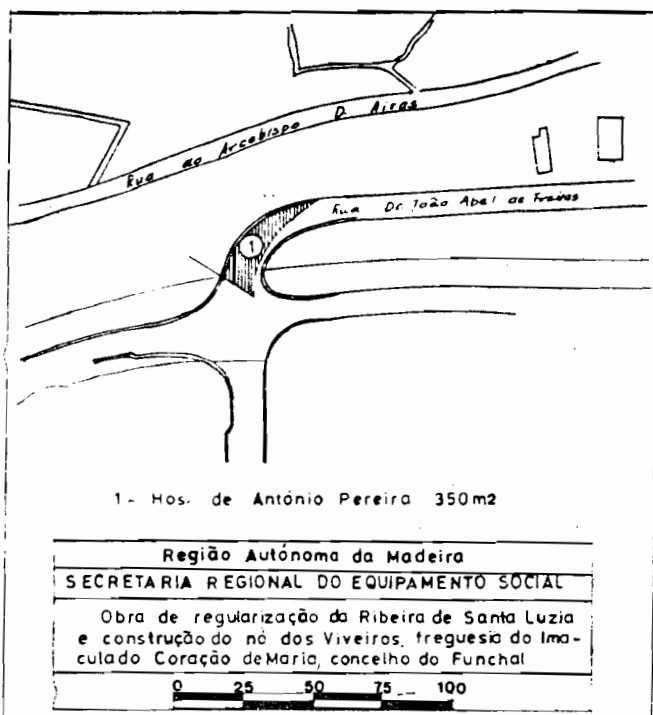 Rua do Arcebispo D. Aires
Rua Dr. João Abel de Freitas
1
1- Hos. de António Pereira 350m2
Região Autónoma da Madeira
SECRETARIA REGIONAL DO EQUIPAMENTO SOCIAL
Obra de regularização da Ribeira de Santa Luzia
e construção do nó dos Viveiros, freguesia do Ima-
culado Coração de Maria, concelho do Funchal
0 25 50 75 100